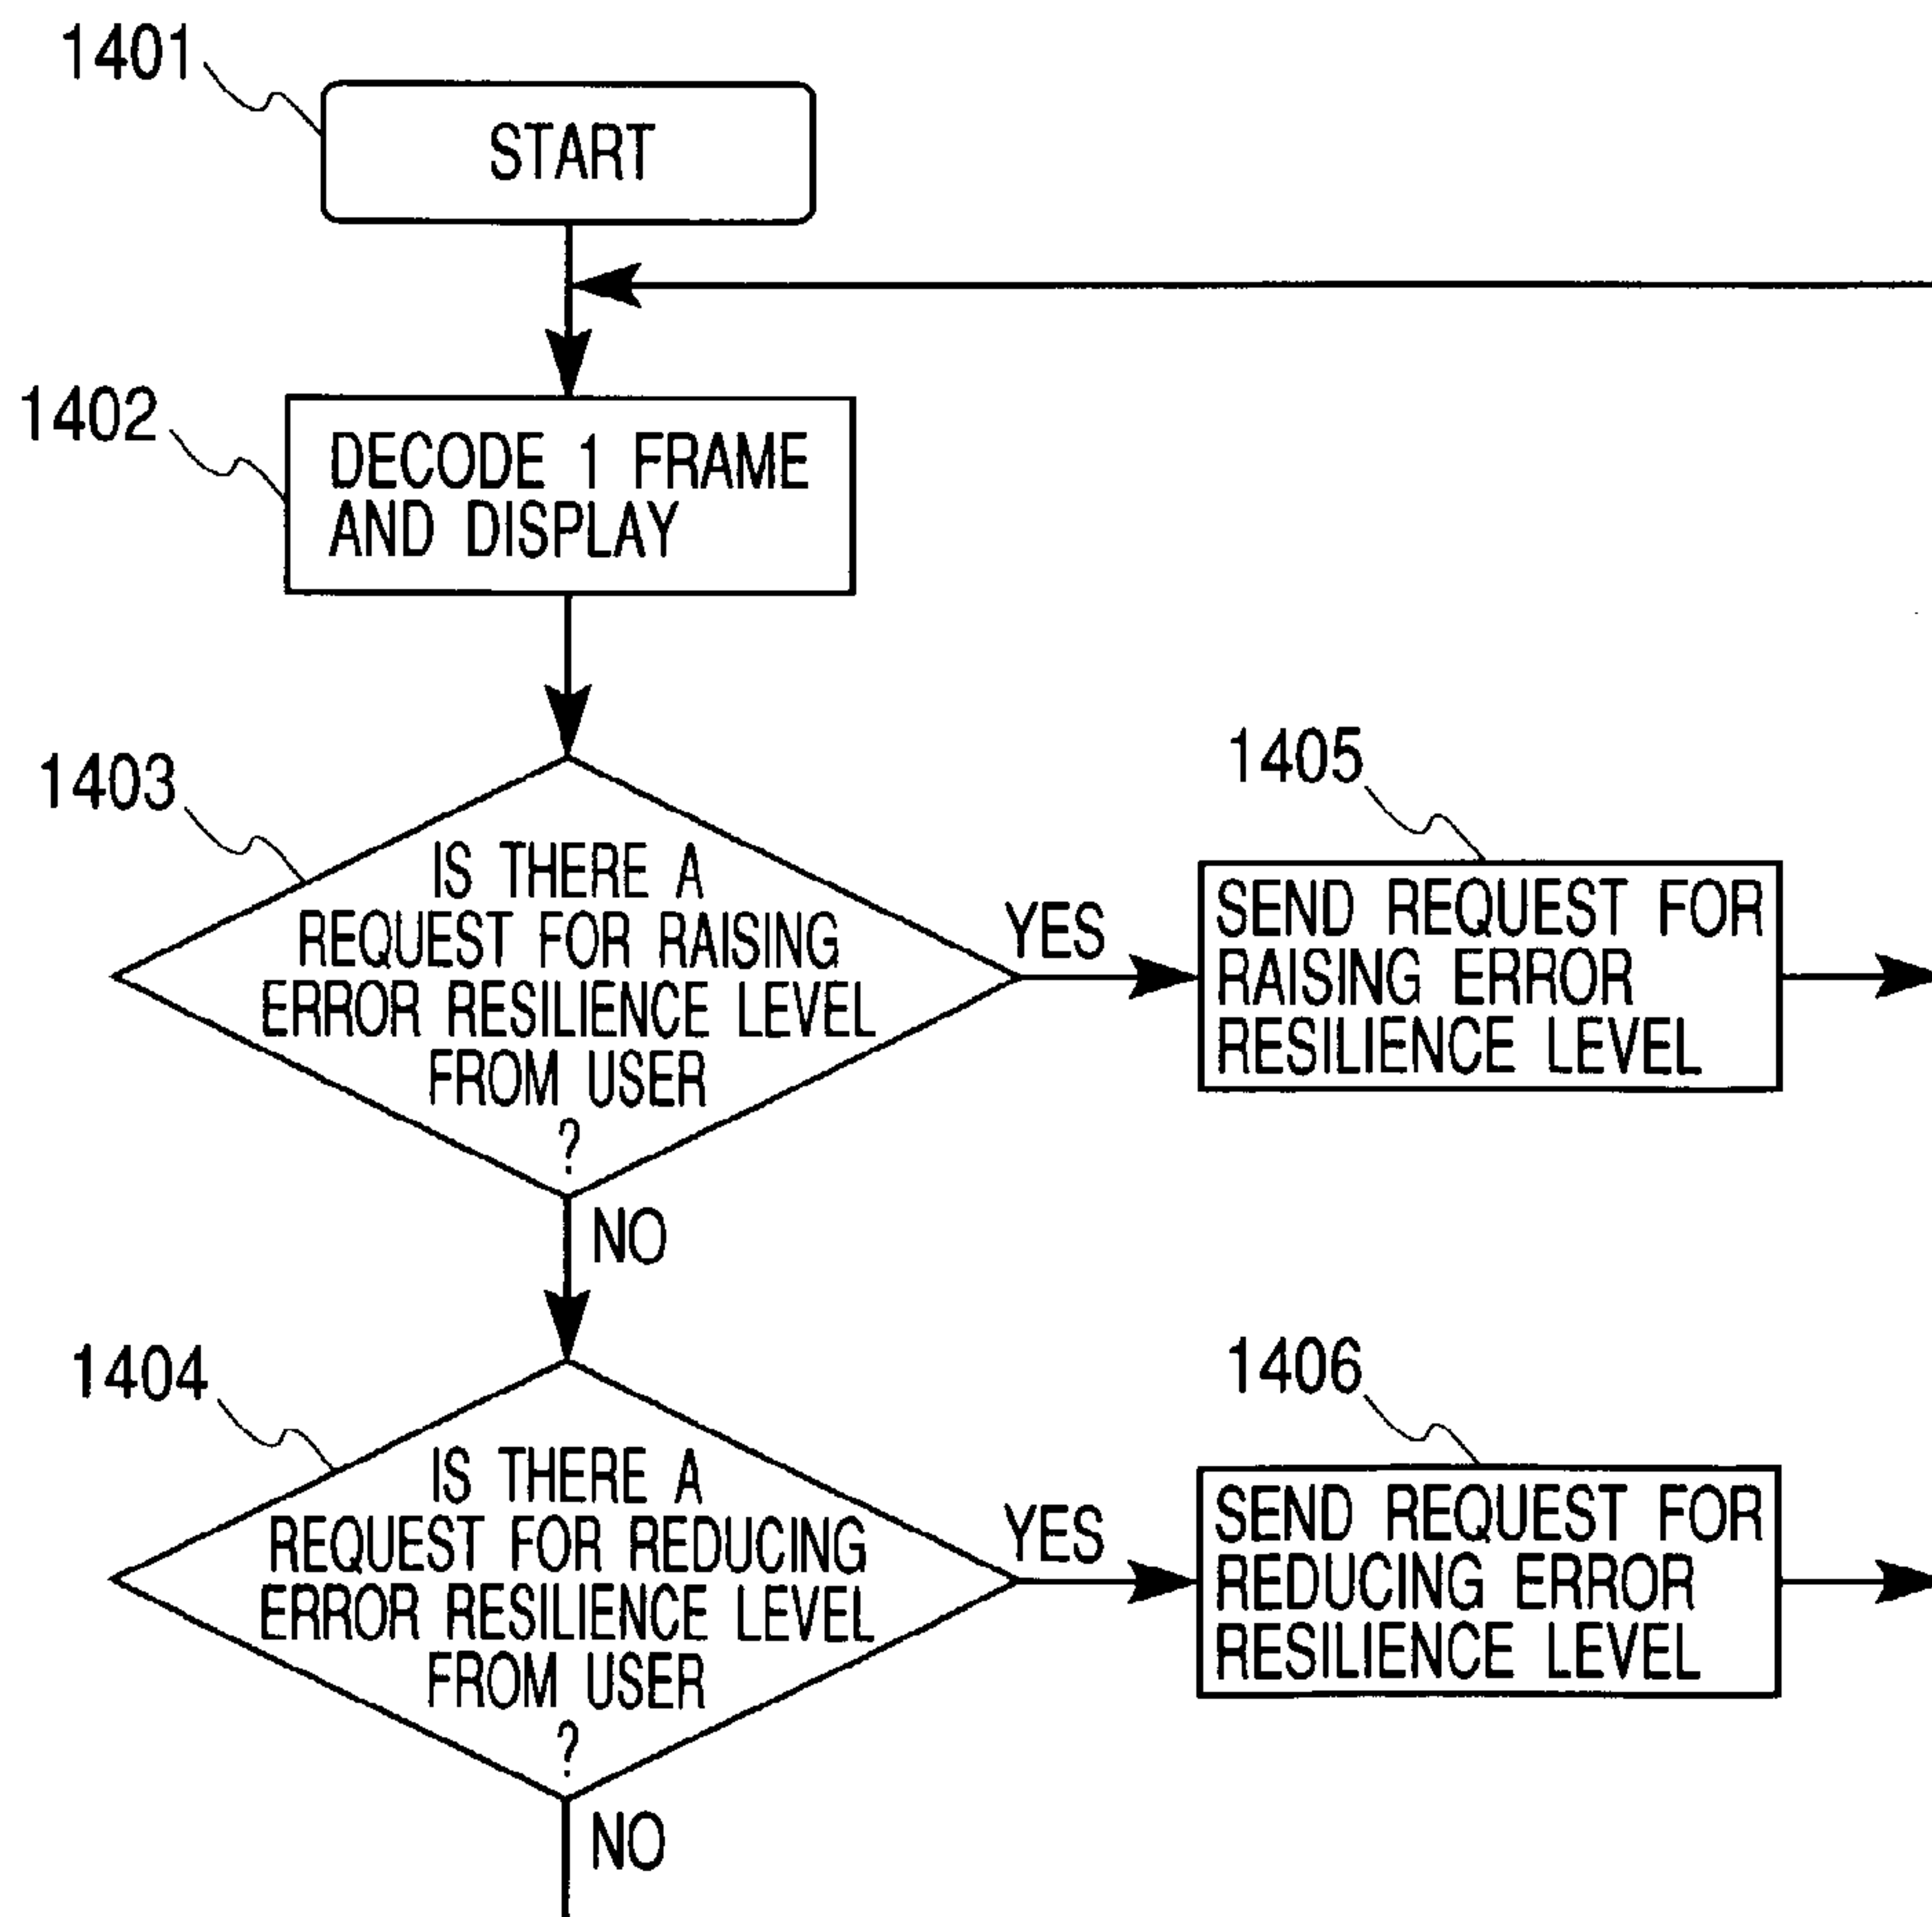 1401
START
1402
DECODE 1 FRAME
AND DISPLAY
1403
IS THERE A
REQUEST FOR RAISING
ERROR RESILIENCE LEVEL
FROM USER
?
YES
1405
SEND REQUEST FOR
RAISING ERROR
RESILIENCE LEVEL
NO
1404
IS THERE A
REQUEST FOR REDUCING
ERROR RESILIENCE LEVEL
FROM USER
?
YES
1406
SEND REQUEST FOR
REDUCING ERROR
RESILIENCE LEVEL
NO